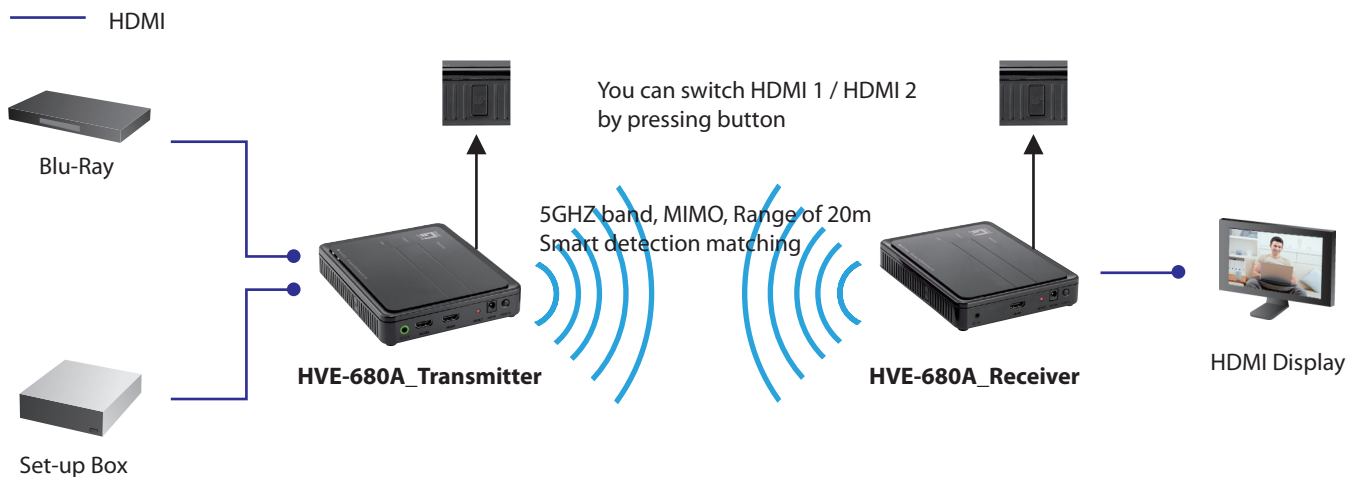 HDMI
You can switch HDMI 1 / HDMI 2
by pressing button
Blu-Ray
5GHZ band, MIMO, Range of 20m
Smart detection matching
HVE-680A_Transmitter
HVE-680A_Receiver
HDMI Display
Set-up Box